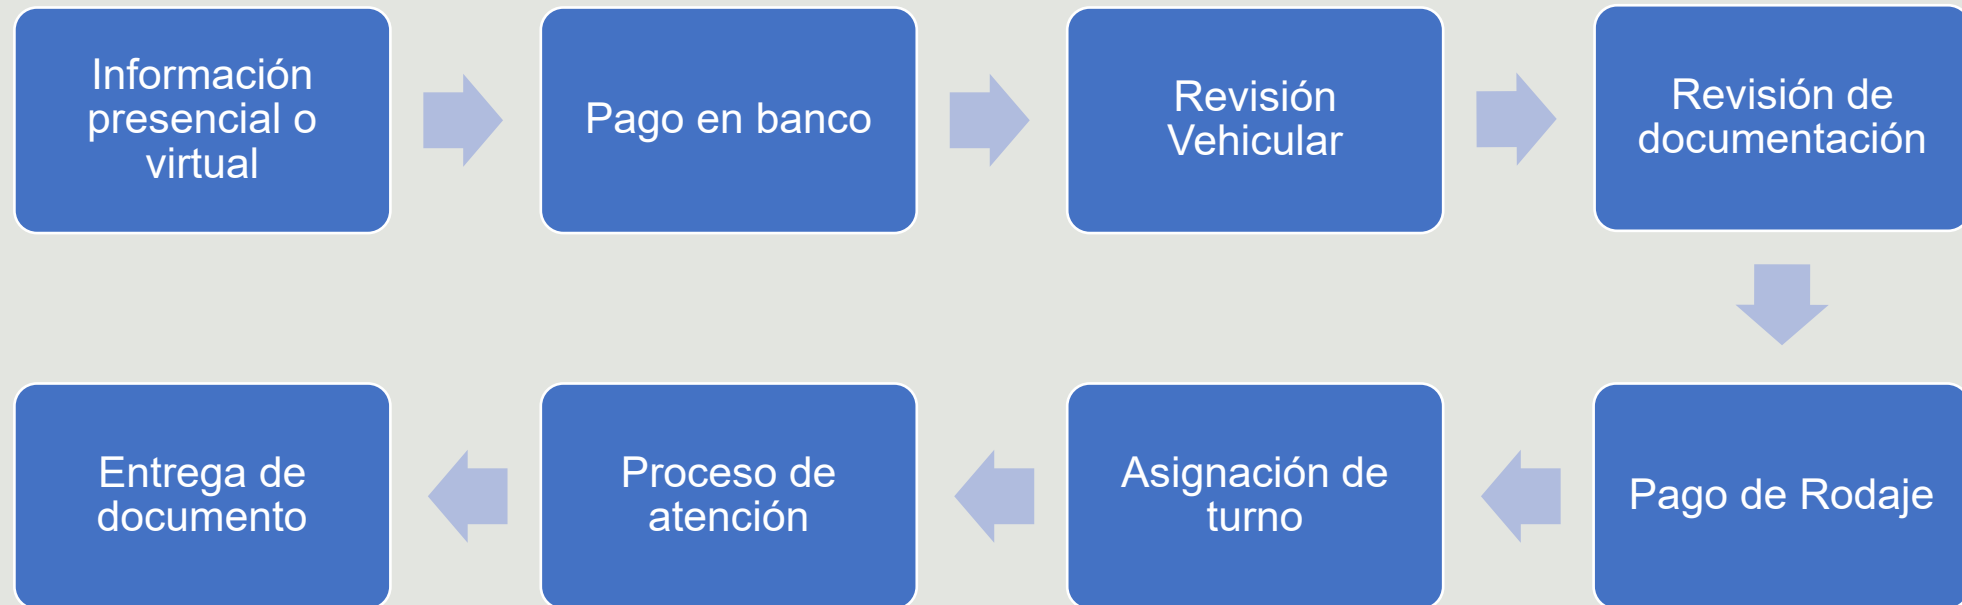 Información
presencial o
virtual
Pago en banco
Revisión
Vehicular
Revisión de
documentación
Pago de Rodaje
Asignación de
turno
Proceso de
atención
Entrega de
documento